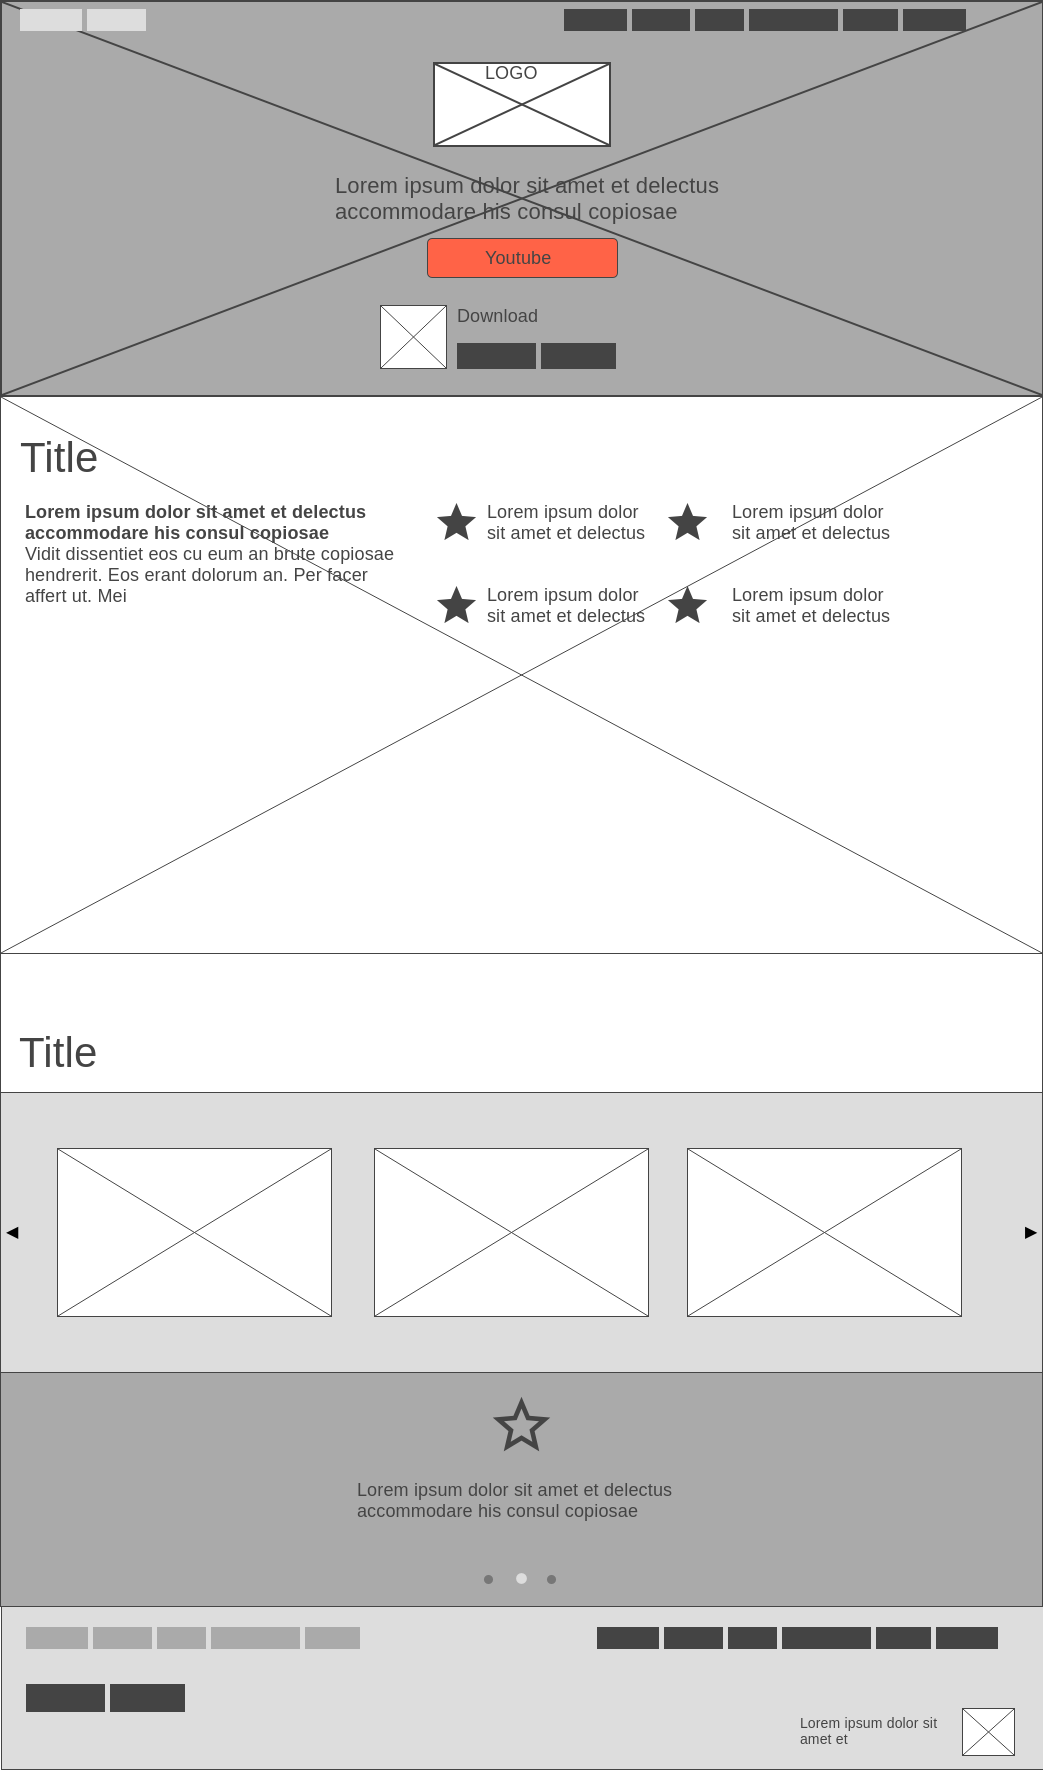 LOGO
Lorem ipsum dolor sit amet et delectus
accommodare his consul copiosae
Youtube
Download
Title
Lorem ipsum dolor sit amet et delectus
accommodare his consul copiosae
Vidit dissentiet eos cu eum an brute copiosae
hendrerit. Eos erant dolorum an. Per facer
affert ut. Mei
Lorem ipsum dolor
sit amet et delectus
Lorem ipsum dolor
sit amet et delectus
Lorem ipsum dolor
sit amet et delectus
Lorem ipsum dolor
sit amet et delectus
Title
Lorem ipsum dolor sit amet et delectus
accommodare his consul copiosae
Lorem ipsum dolor sit
amet et